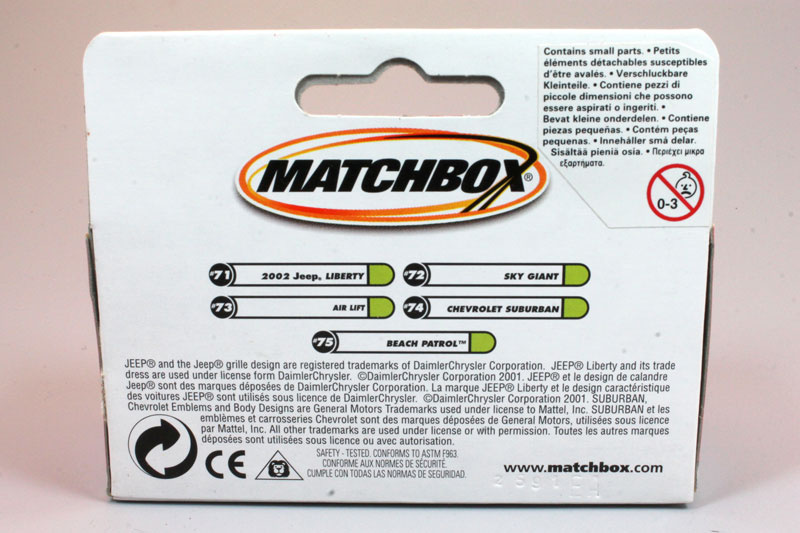 Contains small parts. • Petits
éléments détachables susceptibles
d'être avalés. • Verschluckbare
Kleinteile. • Contiene pezzi di
piccole dimensioni che possono
essere aspirati o ingeriti. •
Bevat kleine onderdelen. • Contiene
piezas pequeñas. • Contém peças
pequenas. • Innehåller små delar.
Sisältää pieniä osia. • Περιέχει μικρα
εξαρτήματα.
0-3
MATCHBOX®
#71 2002 Jeep® LIBERTY
#72 SKY GIANT
#73 AIR LIFT
#74 CHEVROLET SUBURBAN
#75 BEACH PATROL™
JEEP® and the Jeep® grille design are registered trademarks of DaimlerChrysler Corporation. JEEP® Liberty and its trade
dress are used under license form DaimlerChrysler. ©DaimlerChrysler Corporation 2001. JEEP® et le design de calandre
Jeep® sont des marques déposées de DaimlerChrysler Corporation. La marque JEEP® Liberty et le design caractéristique
des voitures JEEP® sont utilisés sous licence de DaimlerChrysler. ©DaimlerChrysler Corporation 2001. SUBURBAN,
Chevrolet Emblems and Body Designs are General Motors Trademarks used under license to Mattel, Inc. SUBURBAN et les
emblèmes et carrosseries Chevrolet sont des marques déposées de General Motors, utilisées sous licence
par Mattel, Inc. All other trademarks are used under license or with permission. Toutes les autres marques
déposées sont utilisées sous licence ou avec autorisation.
CE
SAFETY - TESTED. CONFORMS TO ASTM F963.
CONFORME AUX NORMES DE SÉCURITÉ.
CUMPLE CON TODAS LAS NORMAS DE SEGURIDAD.
www.matchbox.com